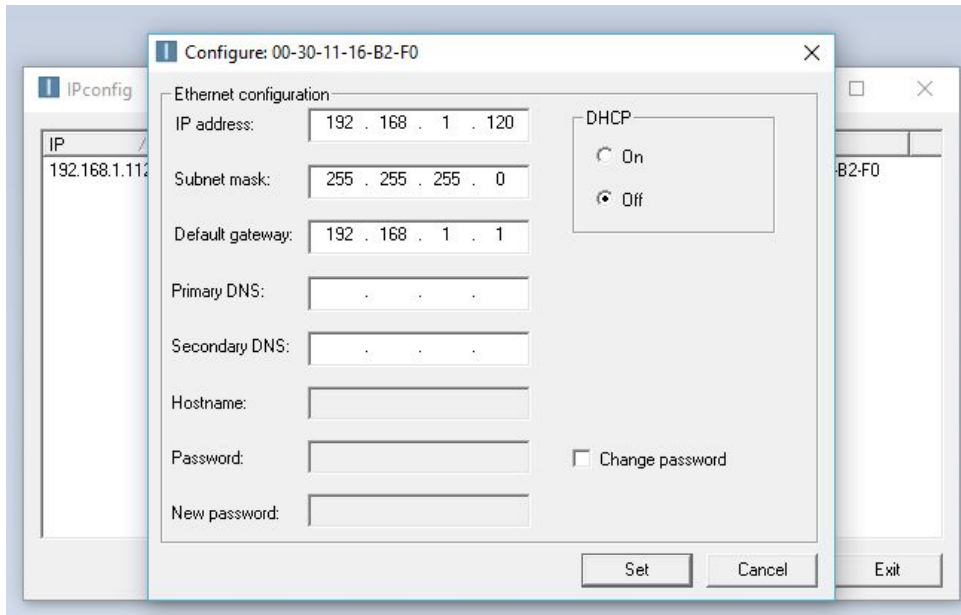 Configure: 00-30-11-16-B2-F0
IPconfig
Ethernet configuration
IP address: 192 . 168 . 1 . 120
DHCP
On
Off
IP
192.168.1.112
B2-F0
Subnet mask: 255 . 255 . 255 . 0
Default gateway: 192 . 168 . 1 . 1
Primary DNS: . . .
Secondary DNS: . . .
Hostname:
Password:
Change password
New password:
Set
Cancel
Exit